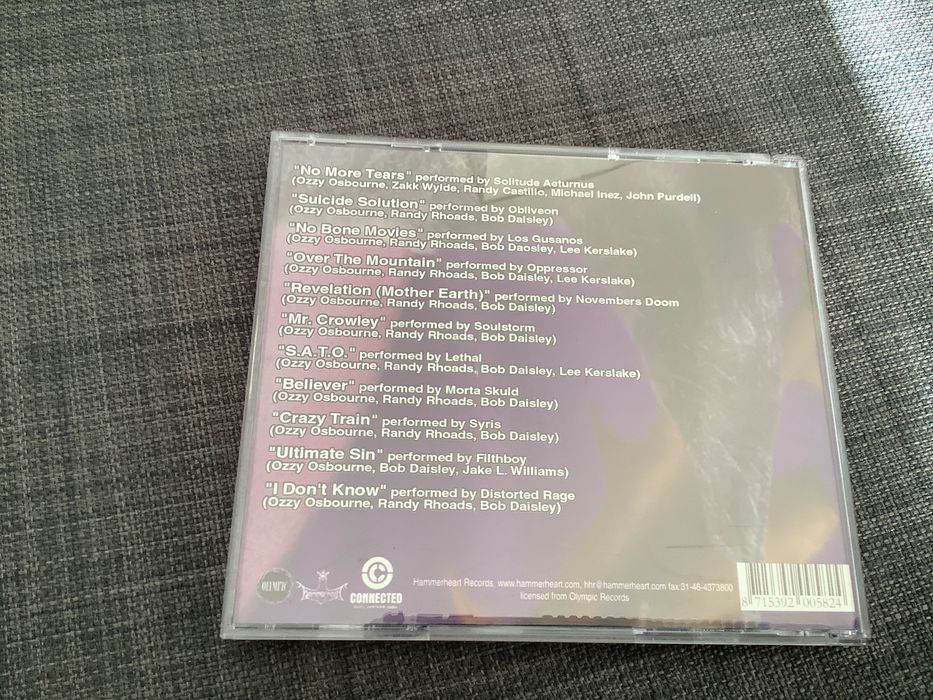 "No More Tears" performed by Solitude Aeturnus
(Ozzy Osbourne, Zakk Wylde, Randy Castillo, Michael Inez, John Purdell)
"Suicide Solution" performed by Obliveon
(Ozzy Osbourne, Randy Rhoads, Bob Daisley)
"No Bone Movies" performed by Los Gusanos
(Ozzy Osbourne, Randy Rhoads, Bob Daosley, Lee Kerslake)
"Over The Mountain" performed by Oppressor
(Ozzy Osbourne, Randy Rhoads, Bob Daisley, Lee Kerslake)
"Revelation (Mother Earth)" performed by Novembers Doom
(Ozzy Osbourne, Randy Rhoads, Bob Daisley)
"Mr. Crowley" performed by Soulstorm
(Ozzy Osbourne, Randy Rhoads, Bob Daisley)
"S.A.T.O." performed by Lethal
(Ozzy Osbourne, Randy Rhoads, Bob Daisley, Lee Kerslake)
"Believer" performed by Morta Skuld
(Ozzy Osbourne, Randy Rhoads, Bob Daisley)
"Crazy Train" performed by Syris
(Ozzy Osbourne, Randy Rhoads, Bob Daisley)
"Ultimate Sin" performed by Filthboy
(Ozzy Osbourne, Bob Daisley, Jake L. Williams)
"I Don't Know" performed by Distorted Rage
(Ozzy Osbourne, Randy Rhoads, Bob Daisley)
OLYMPIC
CONNECTED
Hammerheart Records, www.hammerheart.com, hhr@hammerheart.com fax:31-46-4373800
licensed from Olympic Records
8 715392 005824